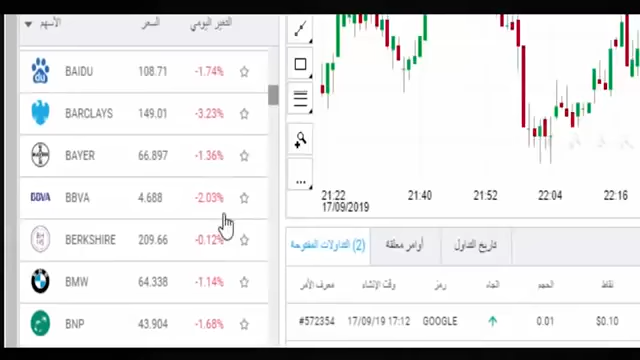 الأسهم السعر التغيير اليومي
BAIDU 108.71 -1.74%
BARCLAYS 149.01 -3.23%
BAYER 66.897 -1.36%
BBVA BBVA 4.688 -2.03%
BERKSHIRE 209.66 -0.12%
BMW 64.338 -1.14%
BNP 43.904 -1.68%
21:22 21:40 21:52 22:04 22:16
17/09/2019
التداولات المفتوحة (2) أوامر معلقة تاريخ التداول
معرف الأمر وقت الإنشاء رمز اتجاه الحجم نقاط
#572354 17/09/19 17:12 GOOGLE 0.01 $0.10